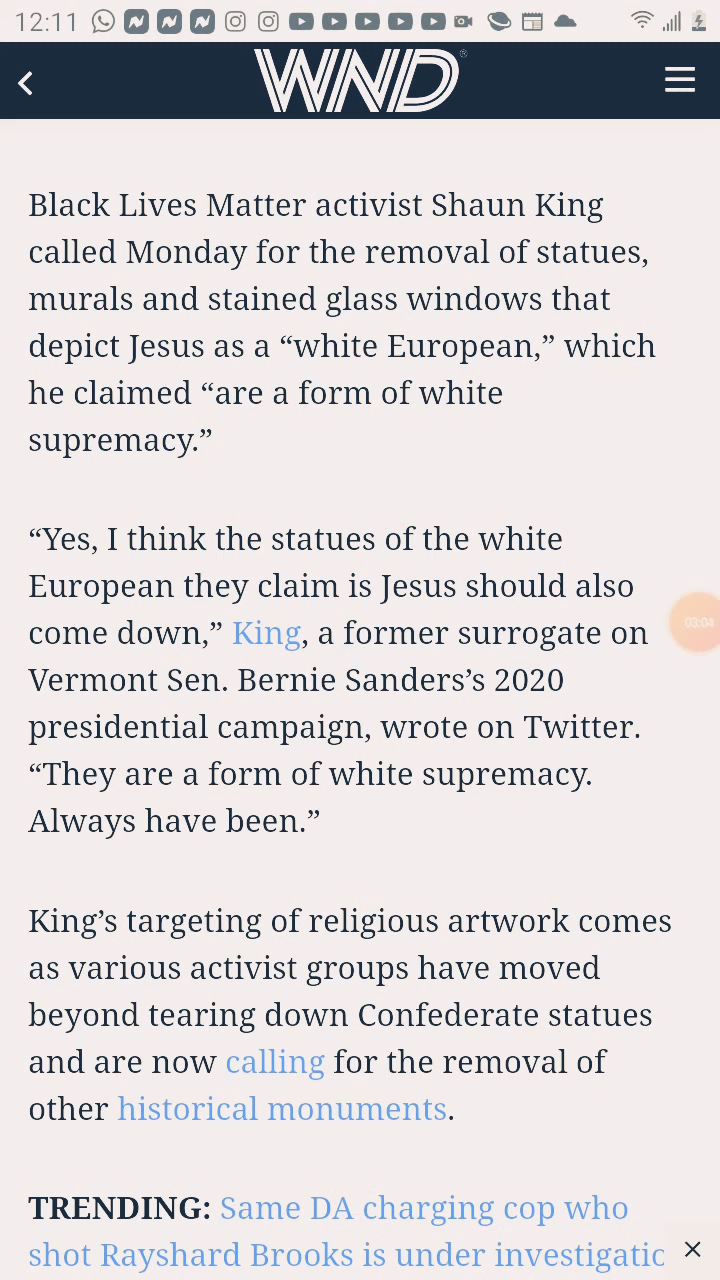 12:11
WND®
Black Lives Matter activist Shaun King
called Monday for the removal of statues,
murals and stained glass windows that
depict Jesus as a “white European,” which
he claimed “are a form of white
supremacy.”
“Yes, I think the statues of the white
European they claim is Jesus should also
come down,” King, a former surrogate on
03:04
Vermont Sen. Bernie Sanders’s 2020
presidential campaign, wrote on Twitter.
“They are a form of white supremacy.
Always have been.”
King’s targeting of religious artwork comes
as various activist groups have moved
beyond tearing down Confederate statues
and are now calling for the removal of
other historical monuments.
TRENDING: Same DA charging cop who
shot Rayshard Brooks is under investigatic